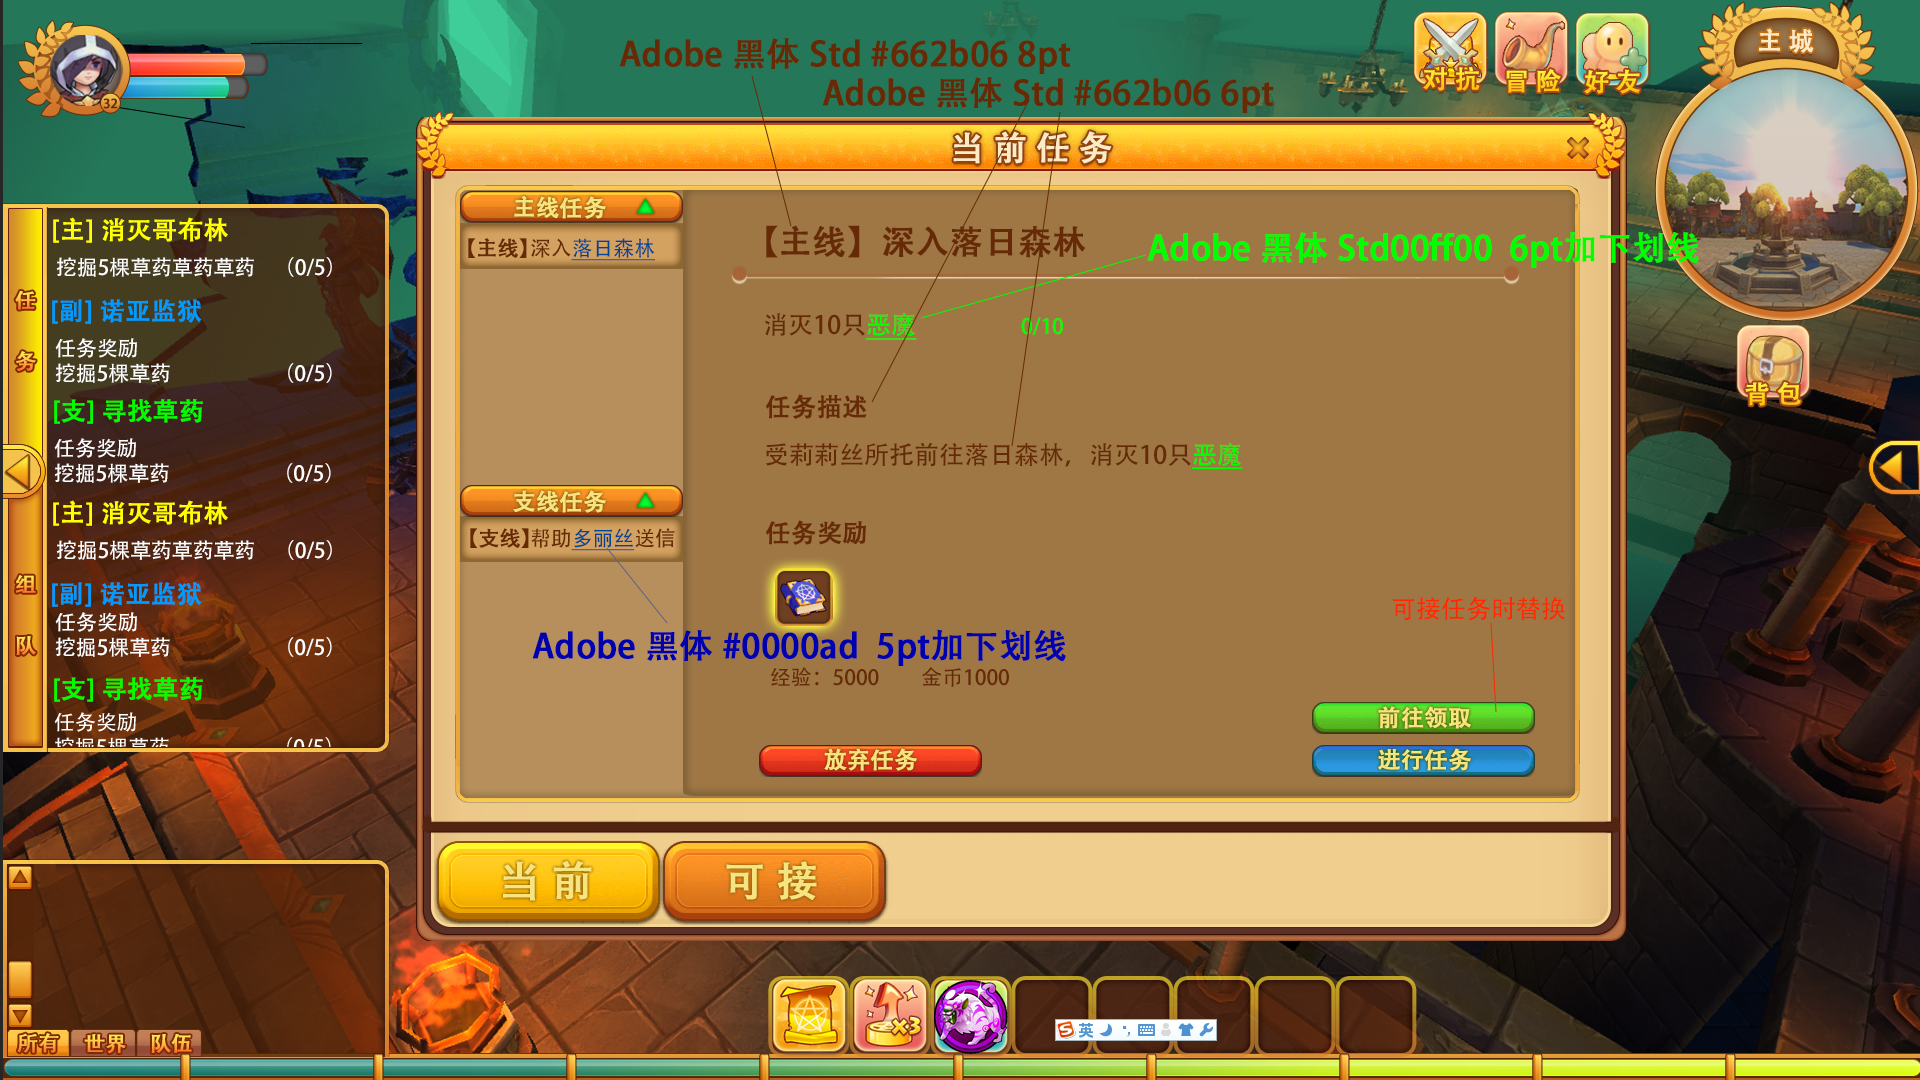 Adobe 黑体 Std #662b06 8pt
Adobe 黑体 Std #662b06 6pt
32
对抗
冒险
好友
主城
当前任务
主线任务
【主线】深入落日森林
【主线】深入落日森林
Adobe 黑体 Std00ff00 6pt加下划线
消灭10只恶魔 0/10
任务描述
受莉莉丝所托前往落日森林，消灭10只恶魔
支线任务
【支线】帮助多丽丝送信
任务奖励
Adobe 黑体 #0000ad 5pt加下划线
经验：5000 金币1000
可接任务时替换
前往领取
放弃任务
进行任务
当前
可接
背包
任务
组队
[主] 消灭哥布林
挖掘5棵草药草药草药 （0/5）
[副] 诺亚监狱
任务奖励
挖掘5棵草药 （0/5）
[支] 寻找草药
任务奖励
挖掘5棵草药 （0/5）
[主] 消灭哥布林
挖掘5棵草药草药草药 （0/5）
[副] 诺亚监狱
任务奖励
挖掘5棵草药 （0/5）
[支] 寻找草药
任务奖励
挖掘5棵草药 （0/5）
所有
世界
队伍
×3
英